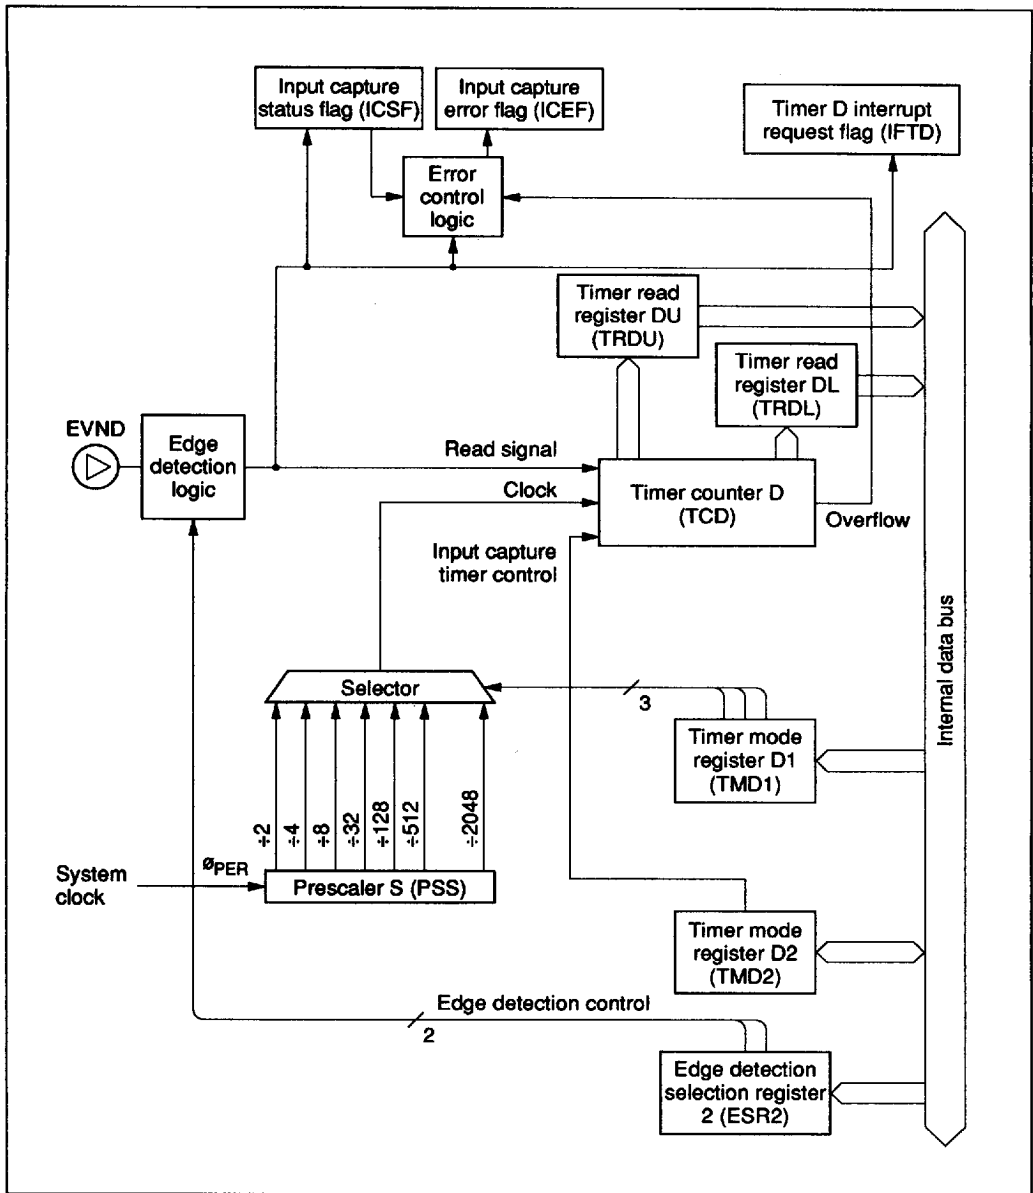 Input capture
status flag (ICSF)
Input capture
error flag (ICEF)
Timer D interrupt
request flag (IFTD)
Error
control
logic
Timer read
register DU
(TRDU)
Timer read
register DL
(TRDL)
EVND
Edge
detection
logic
Read signal
Clock
Timer counter D
(TCD)
Overflow
Input capture
timer control
Internal data bus
Selector
3
Timer mode
register D1
(TMD1)
÷2
÷4
÷8
÷32
÷128
÷512
÷2048
System
clock
øPER
Prescaler S (PSS)
Timer mode
register D2
(TMD2)
Edge detection control
2
Edge detection
selection register
2 (ESR2)